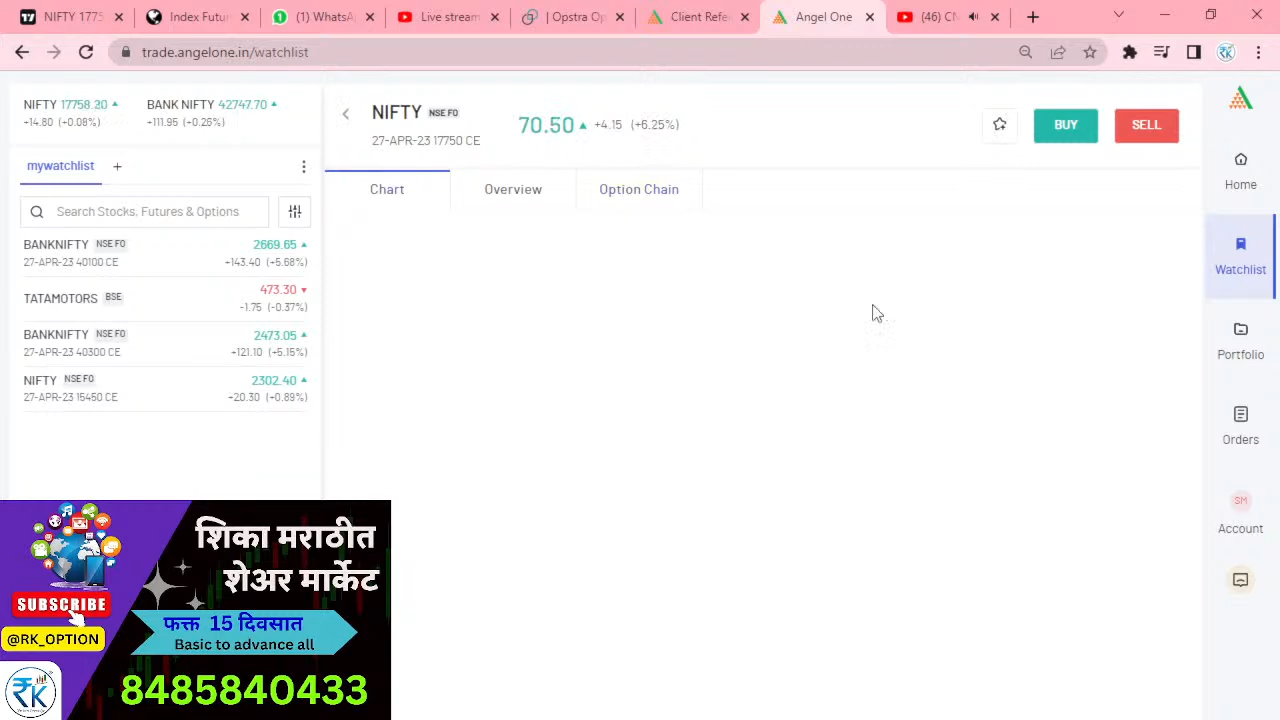 NIFTY 1775
Index Futur
(1) WhatsA
Live stream
| Opstra Op
Client Refer
Angel One
(46) CN
trade.angelone.in/watchlist
NIFTY 17758.20
+14.80 (+0.08%)
BANK NIFTY 42747.70
+111.95 (+0.26%)
mywatchlist +
Search Stocks, Futures & Options
BANKNIFTY NSE FO 2669.65
27-APR-23 40100 CE +143.40 (+5.68%)
TATAMOTORS BSE 473.30
-1.75 (-0.37%)
BANKNIFTY NSE FO 2473.05
27-APR-23 40300 CE +121.10 (+5.15%)
NIFTY NSE FO 2302.40
27-APR-23 15450 CE +20.30 (+0.89%)
NIFTY NSE FO
27-APR-23 17750 CE
70.50 +4.15 (+6.25%)
BUY
SELL
Chart
Overview
Option Chain
Home
Watchlist
Portfolio
Orders
SM
Account
शिका मराठीत
शेअर मार्केट
SUBSCRIBE
@RK_OPTION
फक्त 15 दिवसात
Basic to advance all
8485840433